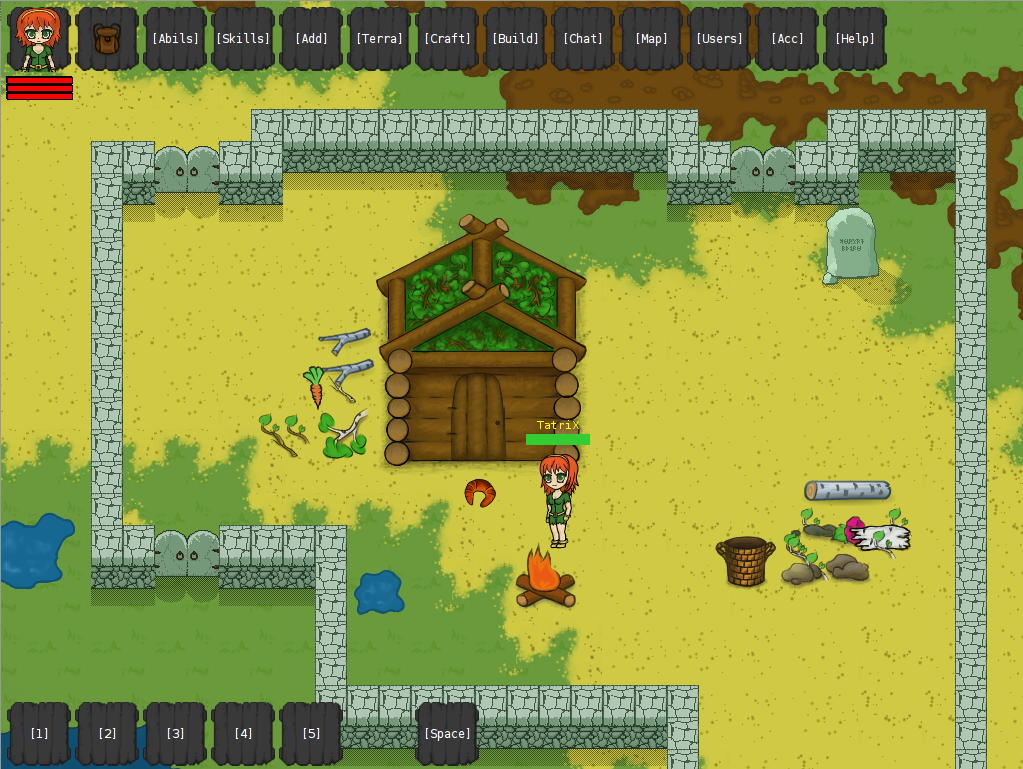 [Abils] [Skills] [Add] [Terra] [Craft] [Build] [Chat] [Map] [Users] [Acc] [Help]
TatriX
[1] [2] [3] [4] [5] [Space]